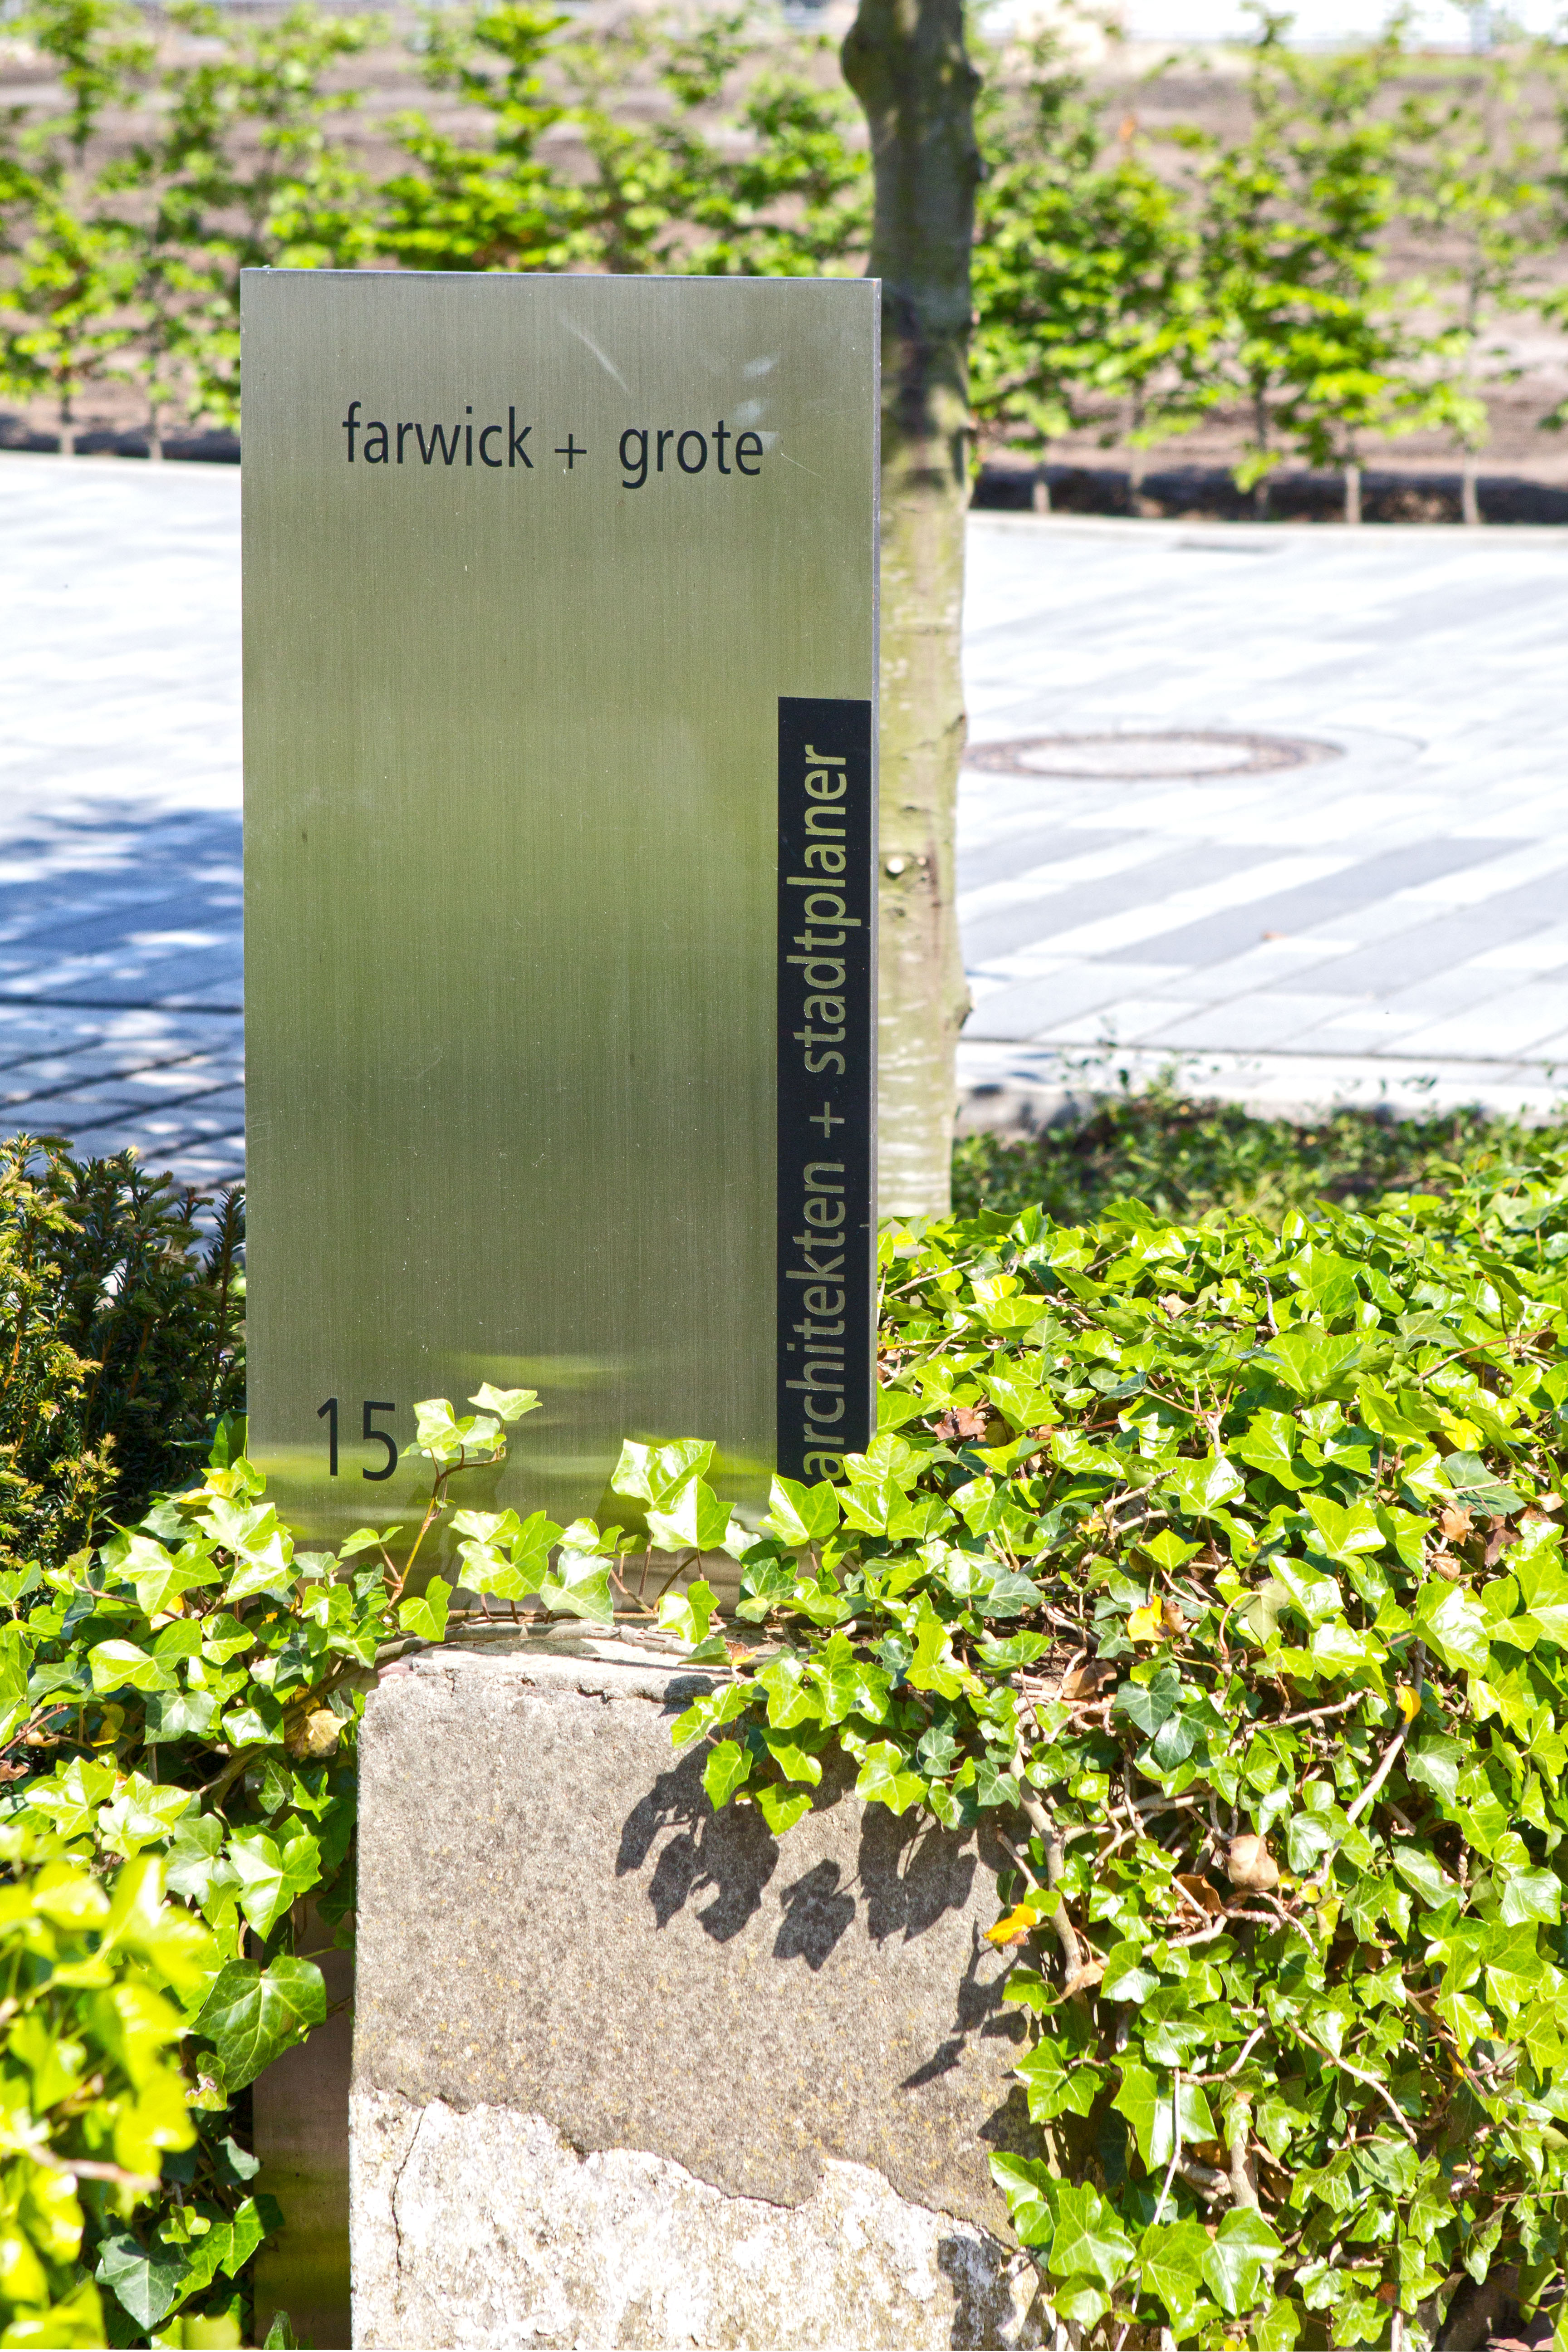 farwick + grote
architekten + stadtplaner
15